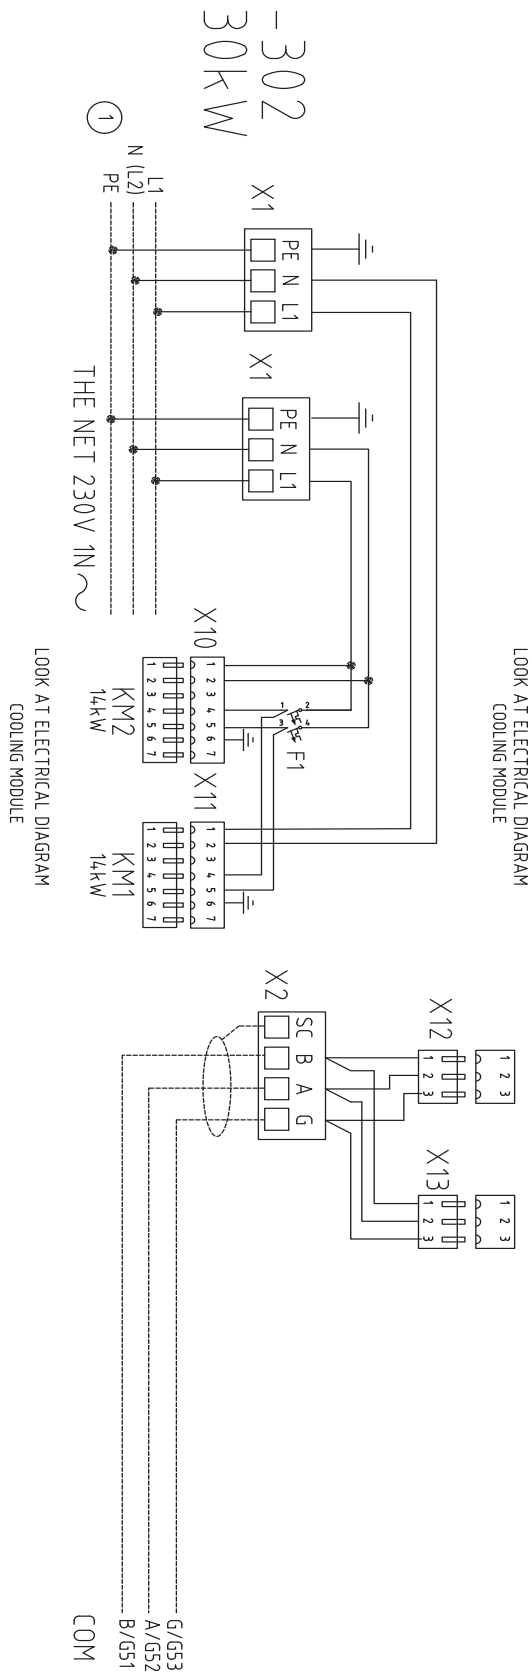 -302
30kW
1
L1
N (L2)
PE
X1
PE N L1
X1
PE N L1
THE NET 230V 1N~
LOOK AT ELECTRICAL DIAGRAM
COOLING MODULE
1 2
3 4
F1
X10
1 2 3 4 5 6 7
1 2 3 4 5 6 7
KM2
14kW
X11
1 2 3 4 5 6 7
1 2 3 4 5 6 7
KM1
14kW
LOOK AT ELECTRICAL DIAGRAM
COOLING MODULE
X2
SC B A G
X12
1 2 3
1 2 3
X13
1 2 3
1 2 3
G/G53
A/G52
B/G51
COM